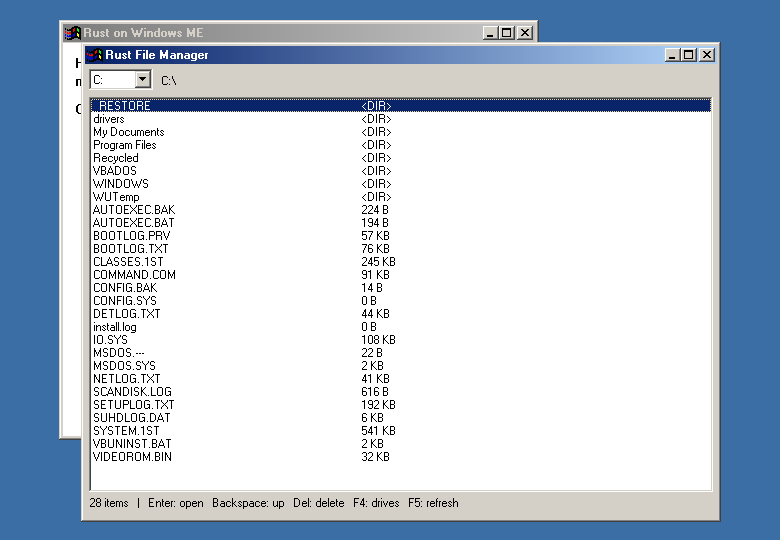 Rust on Windows ME
Rust File Manager
C: C:\
_RESTORE <DIR>
drivers <DIR>
My Documents <DIR>
Program Files <DIR>
Recycled <DIR>
VBADOS <DIR>
WINDOWS <DIR>
WUTemp <DIR>
AUTOEXEC.BAK 224 B
AUTOEXEC.BAT 194 B
BOOTLOG.PRV 57 KB
BOOTLOG.TXT 76 KB
CLASSES.1ST 245 KB
COMMAND.COM 91 KB
CONFIG.BAK 14 B
CONFIG.SYS 0 B
DETLOG.TXT 44 KB
install.log 0 B
IO.SYS 108 KB
MSDOS.--- 22 B
MSDOS.SYS 2 KB
NETLOG.TXT 41 KB
SCANDISK.LOG 616 B
SETUPLOG.TXT 192 KB
SUHDLOG.DAT 6 KB
SYSTEM.1ST 541 KB
VBUNINST.BAT 2 KB
VIDEOROM.BIN 32 KB
28 items | Enter: open Backspace: up Del: delete F4: drives F5: refresh